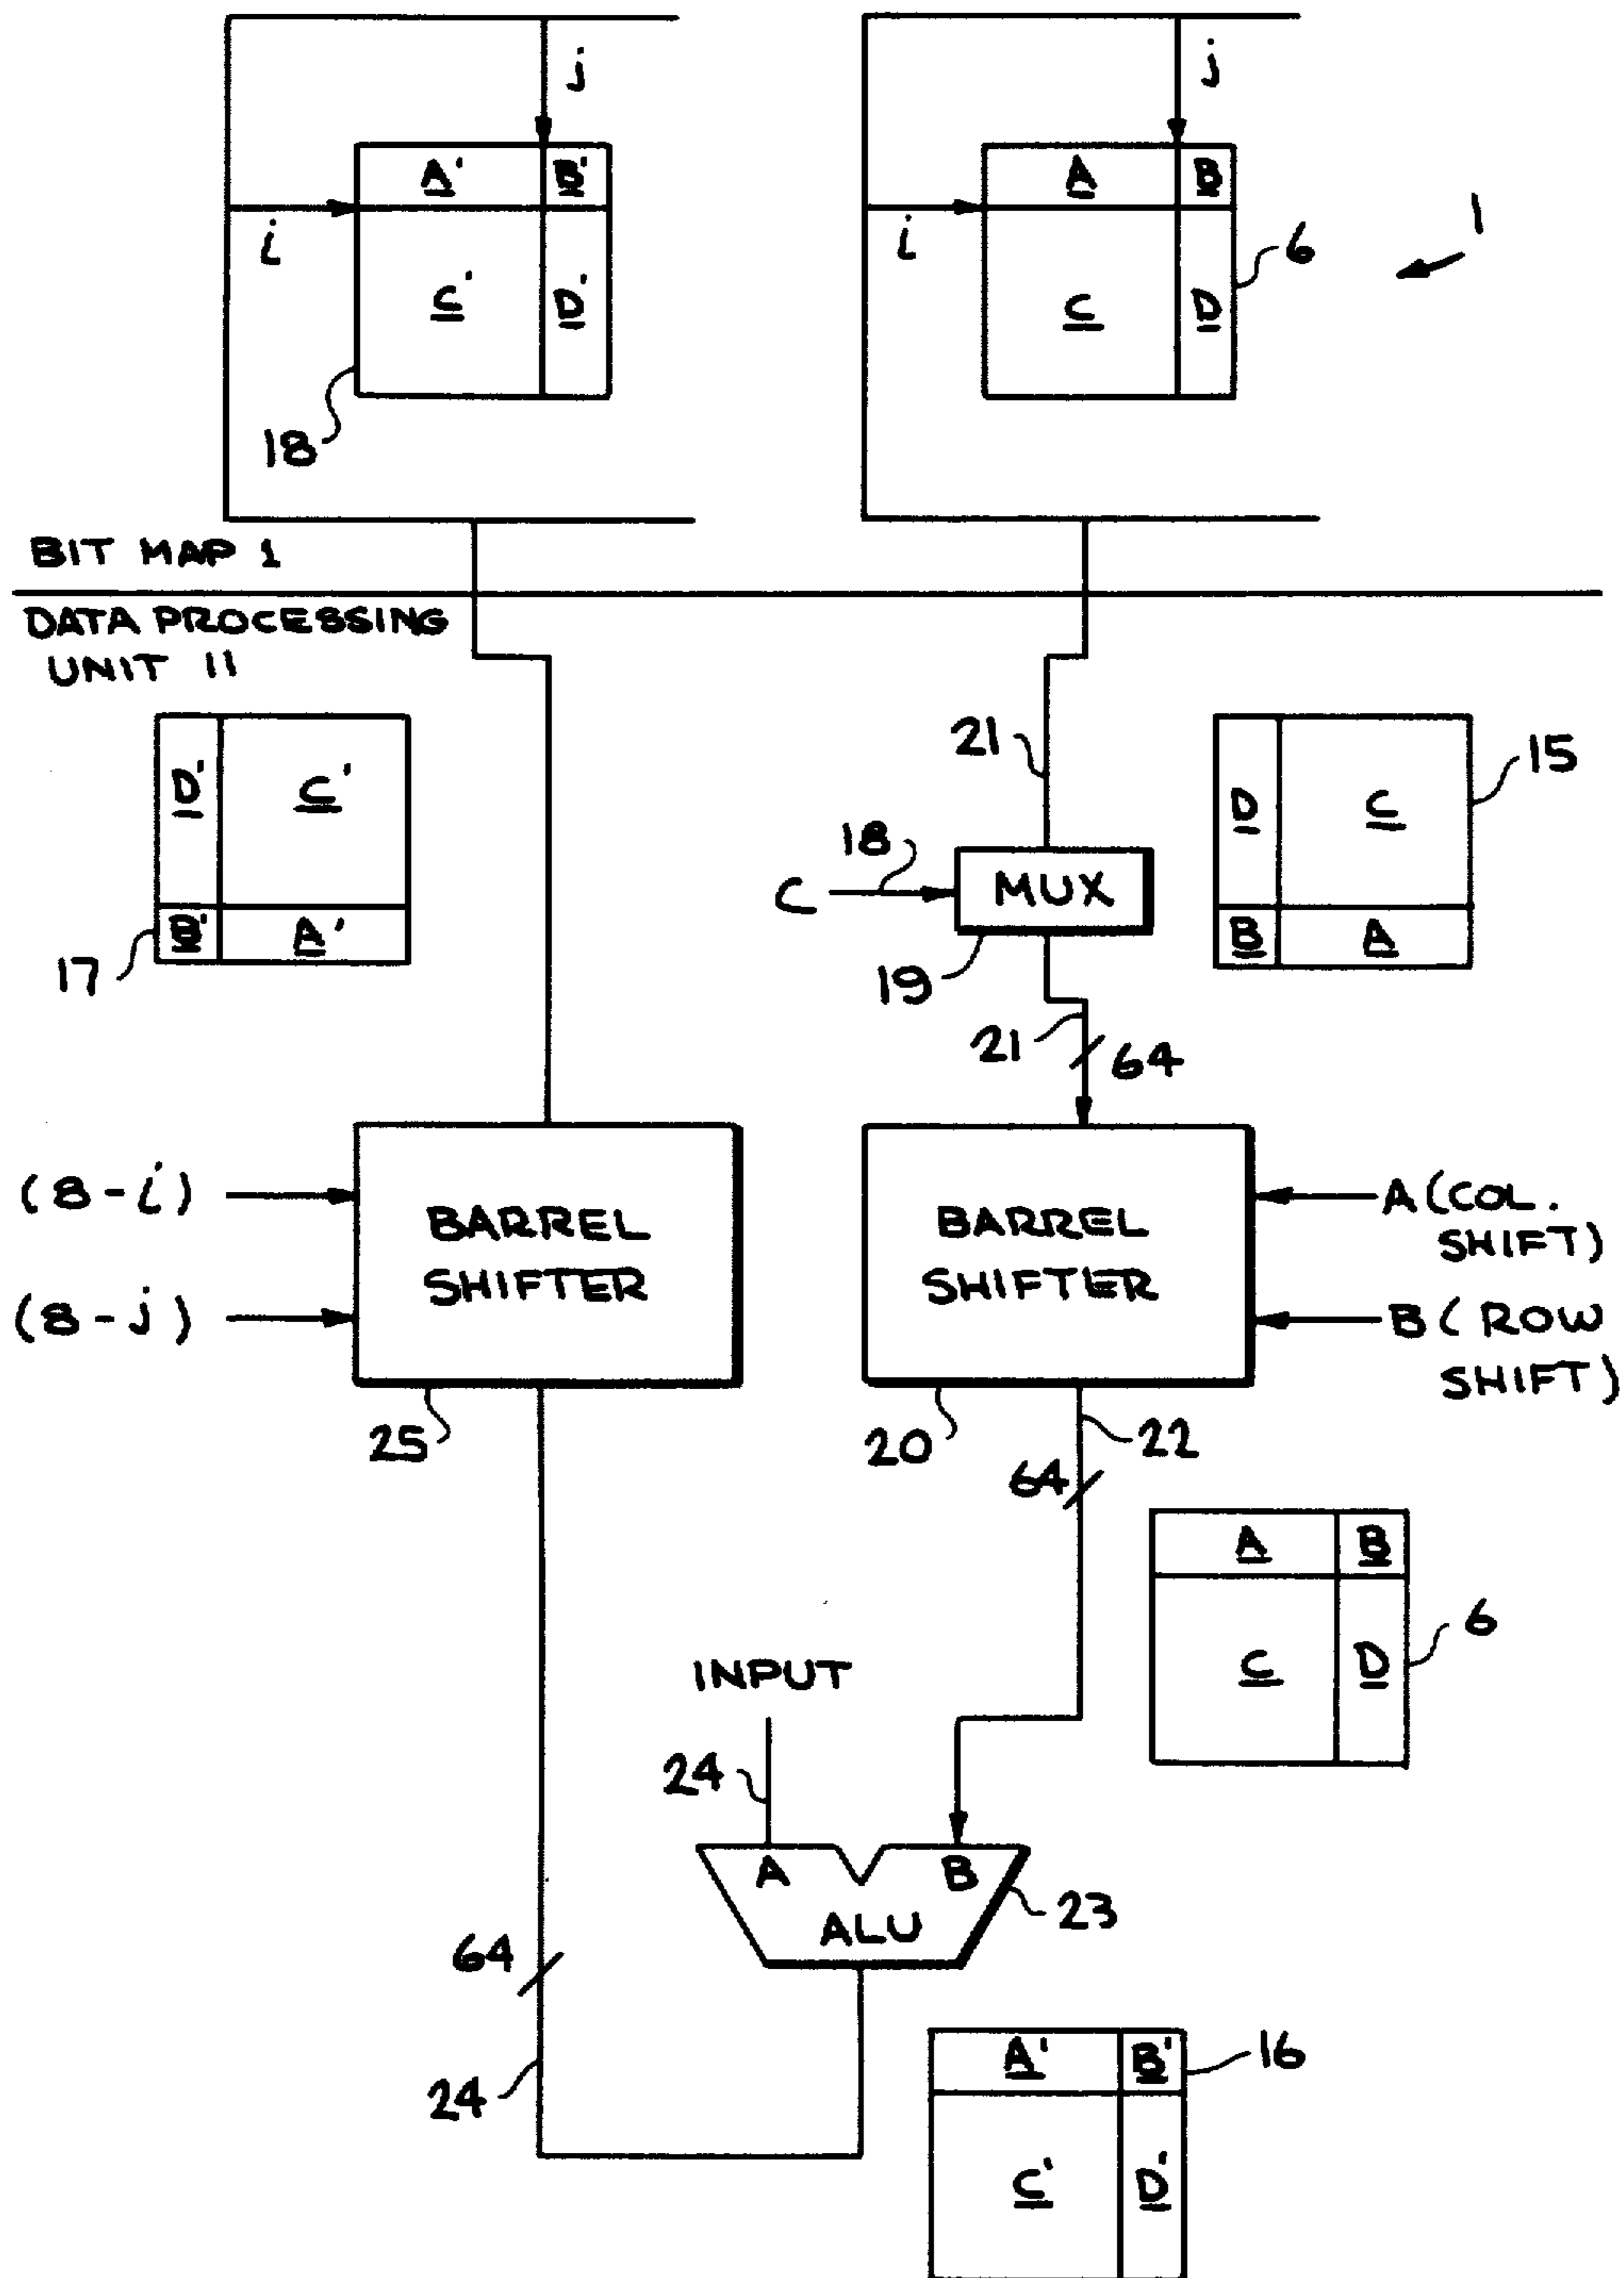 j
j
A' B'
A B
i
i
1
6
C' D'
C D
18
BIT MAP 1
DATA PROCESSING
UNIT 11
D' C'
21
15
D C
18
C
MUX
B' A'
B A
17
19
21
64
(8-i)
BARREL
SHIFTER
BARREL
SHIFTER
A (COL.
SHIFT)
(8-j)
B (ROW
SHIFT)
25
20
22
64
A B
6
C D
INPUT
24
A B
ALU
23
64
A' B'
16
24
C' D'